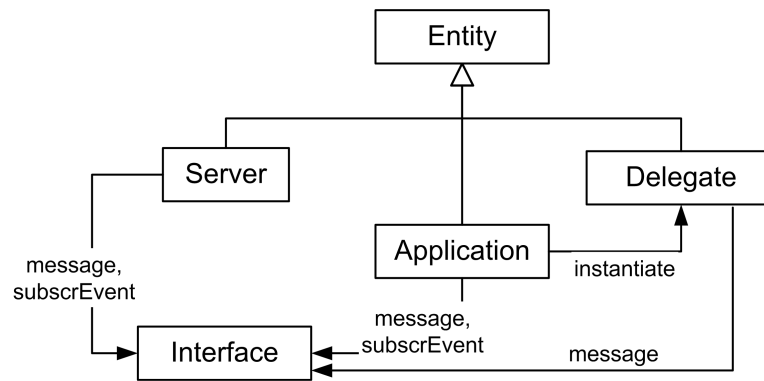 Entity
Server
Delegate
Application
instantiate
message,
subscrEvent
message,
subscrEvent
Interface
message